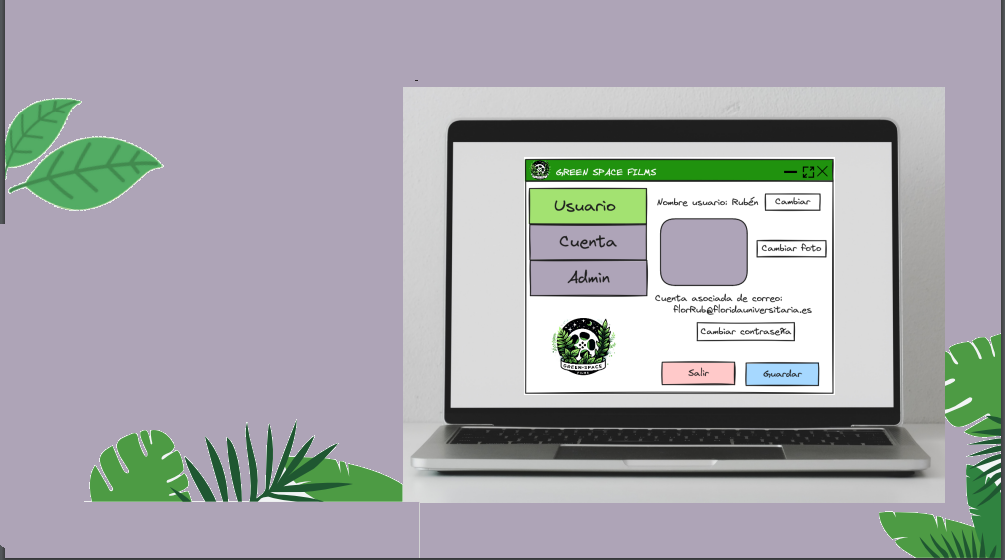 GREEN SPACE FILMS
Usuario
Cuenta
Admin
Nombre usuario: Rubén
Cambiar
Cambiar foto
Cuenta asociada de correo:
florRub@floridauniversitaria.es
Cambiar contraseña
Salir
Guardar
GREEN-SPACE